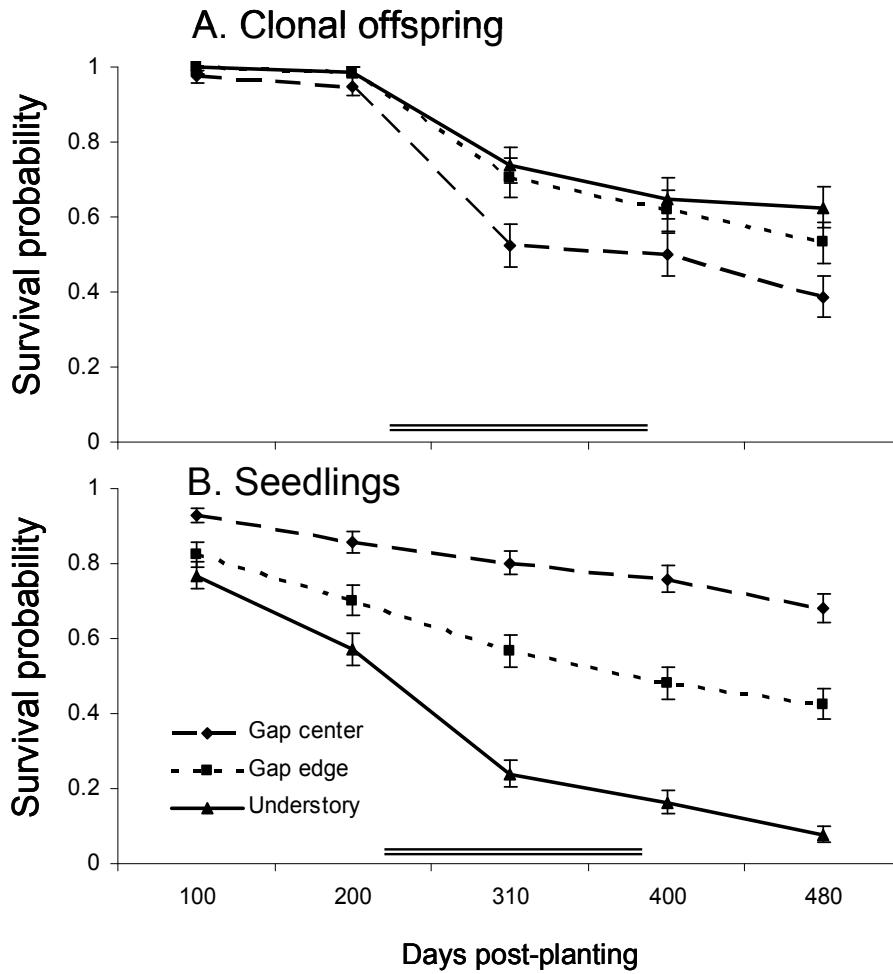 A. Clonal offspring
Survival probability
1
0.8
0.6
0.4
0.2
0
B. Seedlings
Survival probability
1
0.8
0.6
0.4
0.2
0
Gap center
Gap edge
Understory
100 200 310 400 480
Days post-planting